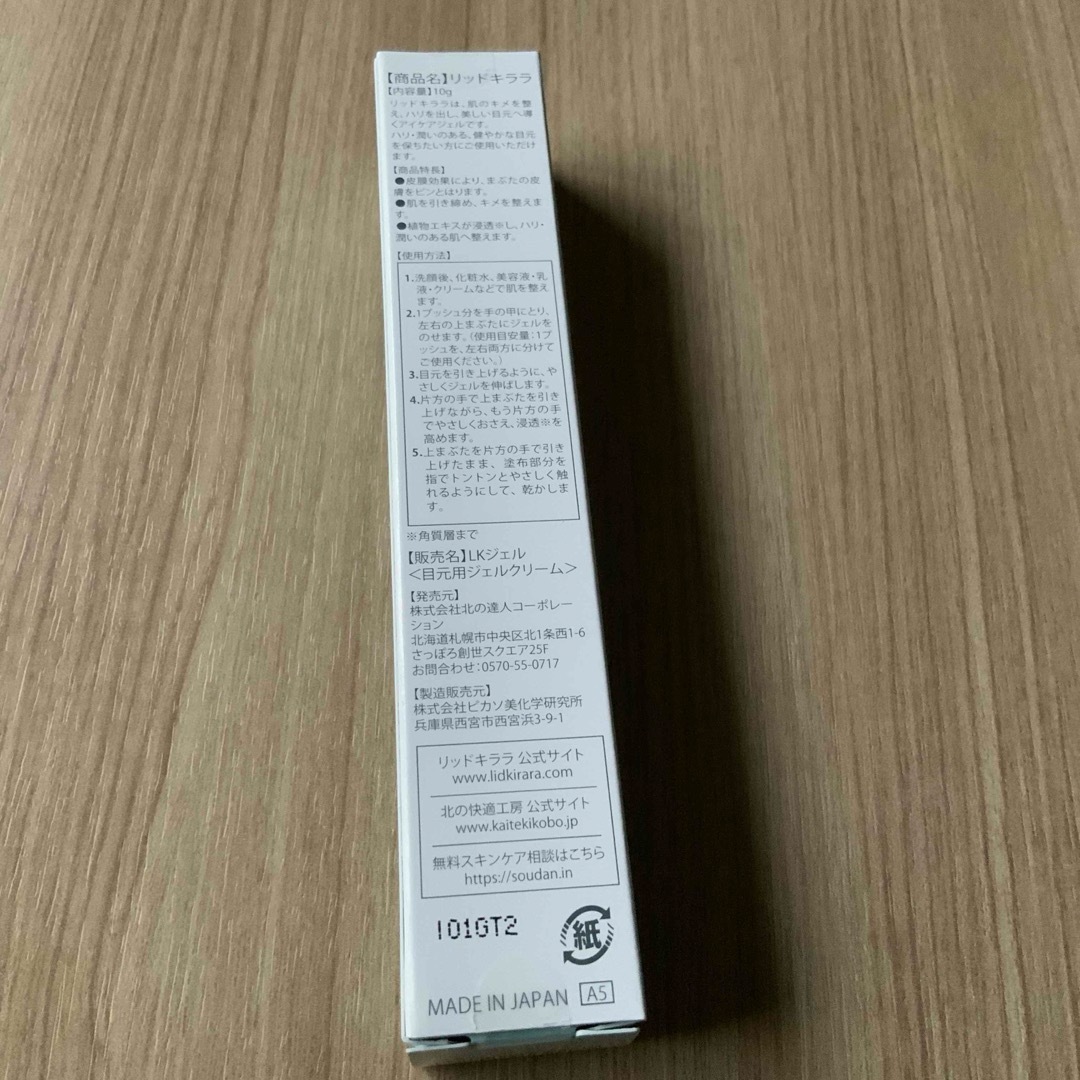 【商品名】リッドキララ
【内容量】10g
リッドキララは、肌のキメを整
え、ハリを出し、美しい目元へ導
くアイケアジェルです。
ハリ・潤いのある、健やかな目元
を保ちたい方にご使用いただけ
ます。
【商品特長】
●皮膜効果により、まぶたの皮
膚をピンとはります。
●肌を引き締め、キメを整えま
す。
●植物エキスが浸透※し、ハリ・
潤いのある肌へ整えます。
【使用方法】
1.洗顔後、化粧水、美容液・乳
液・クリームなどで肌を整え
ます。
2.1プッシュ分を手の甲にとり、
左右の上まぶたにジェルを
のせます。(使用目安量：1プ
ッシュを、左右両方に分けて
ご使用ください。)
3.目元を引き上げるように、や
さしくジェルを伸ばします。
4.片方の手で上まぶたを引き
上げながら、もう片方の手
でやさしくおさえ、浸透※を
高めます。
5.上まぶたを片方の手で引き
上げたまま、塗布部分を
指でトントンとやさしく触
れるようにして、乾かしま
す。
※角質層まで
【販売名】LKジェル
＜目元用ジェルクリーム＞
【発売元】
株式会社北の達人コーポレー
ション
北海道札幌市中央区北1条西1-6
さっぽろ創世スクエア25F
お問合わせ：0570-55-0717
【製造販売元】
株式会社ピカソ美化学研究所
兵庫県西宮市西宮浜3-9-1
リッドキララ 公式サイト
www.lidkirara.com
北の快適工房 公式サイト
www.kaitekikobo.jp
無料スキンケア相談はこちら
https://soudan.in
I01GT2
紙
MADE IN JAPAN A5